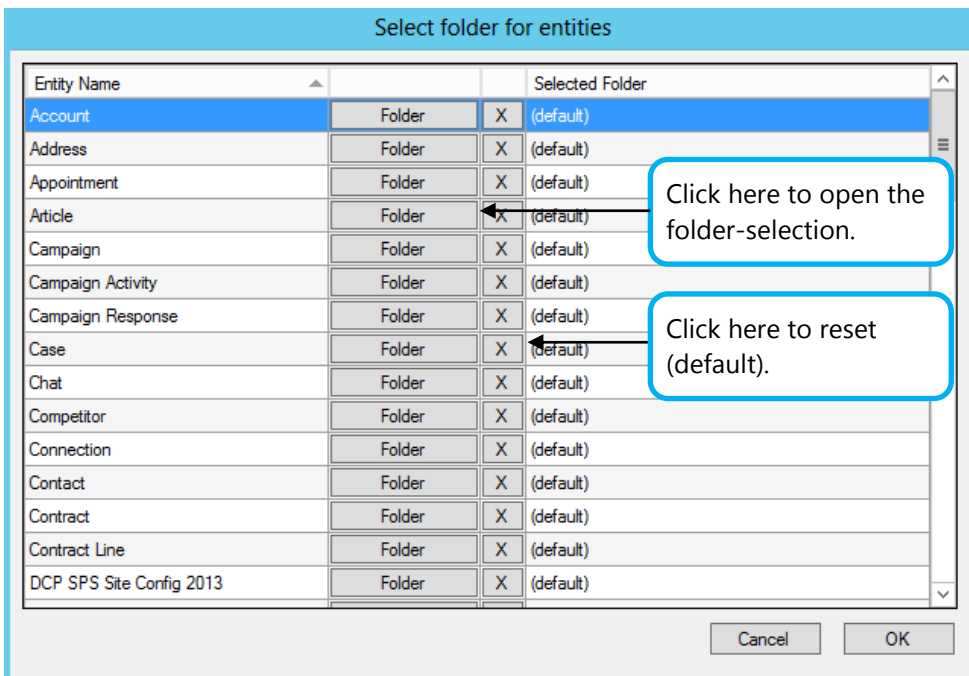 Select folder for entities
Entity Name Selected Folder
Account Folder X (default)
Address Folder X (default)
Appointment Folder X (default)
Article Folder X (default)
Campaign Folder X (default)
Campaign Activity Folder X (default)
Campaign Response Folder X (default)
Case Folder X (default)
Chat Folder X (default)
Competitor Folder X (default)
Connection Folder X (default)
Contact Folder X (default)
Contract Folder X (default)
Contract Line Folder X (default)
DCP SPS Site Config 2013 Folder X (default)
Click here to open the
folder-selection.
Click here to reset
(default).
Cancel OK